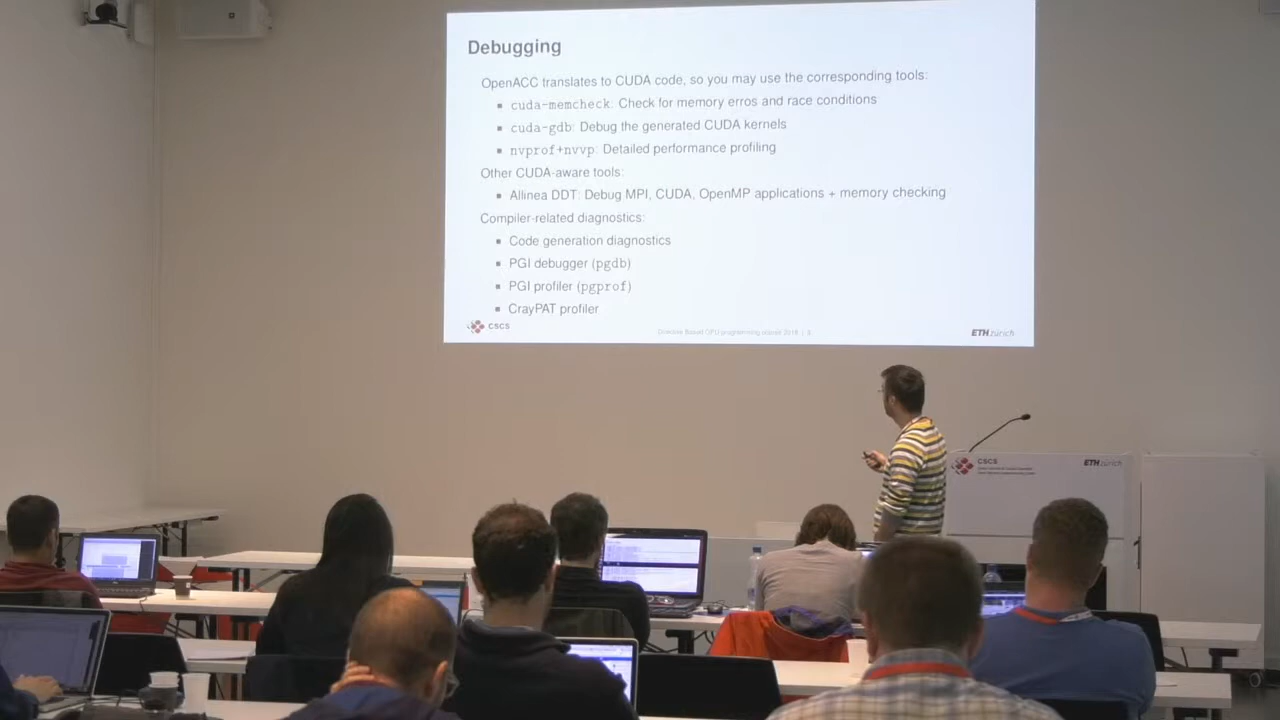 Debugging
OpenACC translates to CUDA code, so you may use the corresponding tools:
▪ cuda-memcheck: Check for memory erros and race conditions
▪ cuda-gdb: Debug the generated CUDA kernels
▪ nvprof+nvvp: Detailed performance profiling
Other CUDA-aware tools:
▪ Allinea DDT: Debug MPI, CUDA, OpenMP applications + memory checking
Compiler-related diagnostics:
▪ Code generation diagnostics
▪ PGI debugger (pgdb)
▪ PGI profiler (pgprof)
▪ CrayPAT profiler
CSCS
ETH zürich
CSCS
ETH zürich